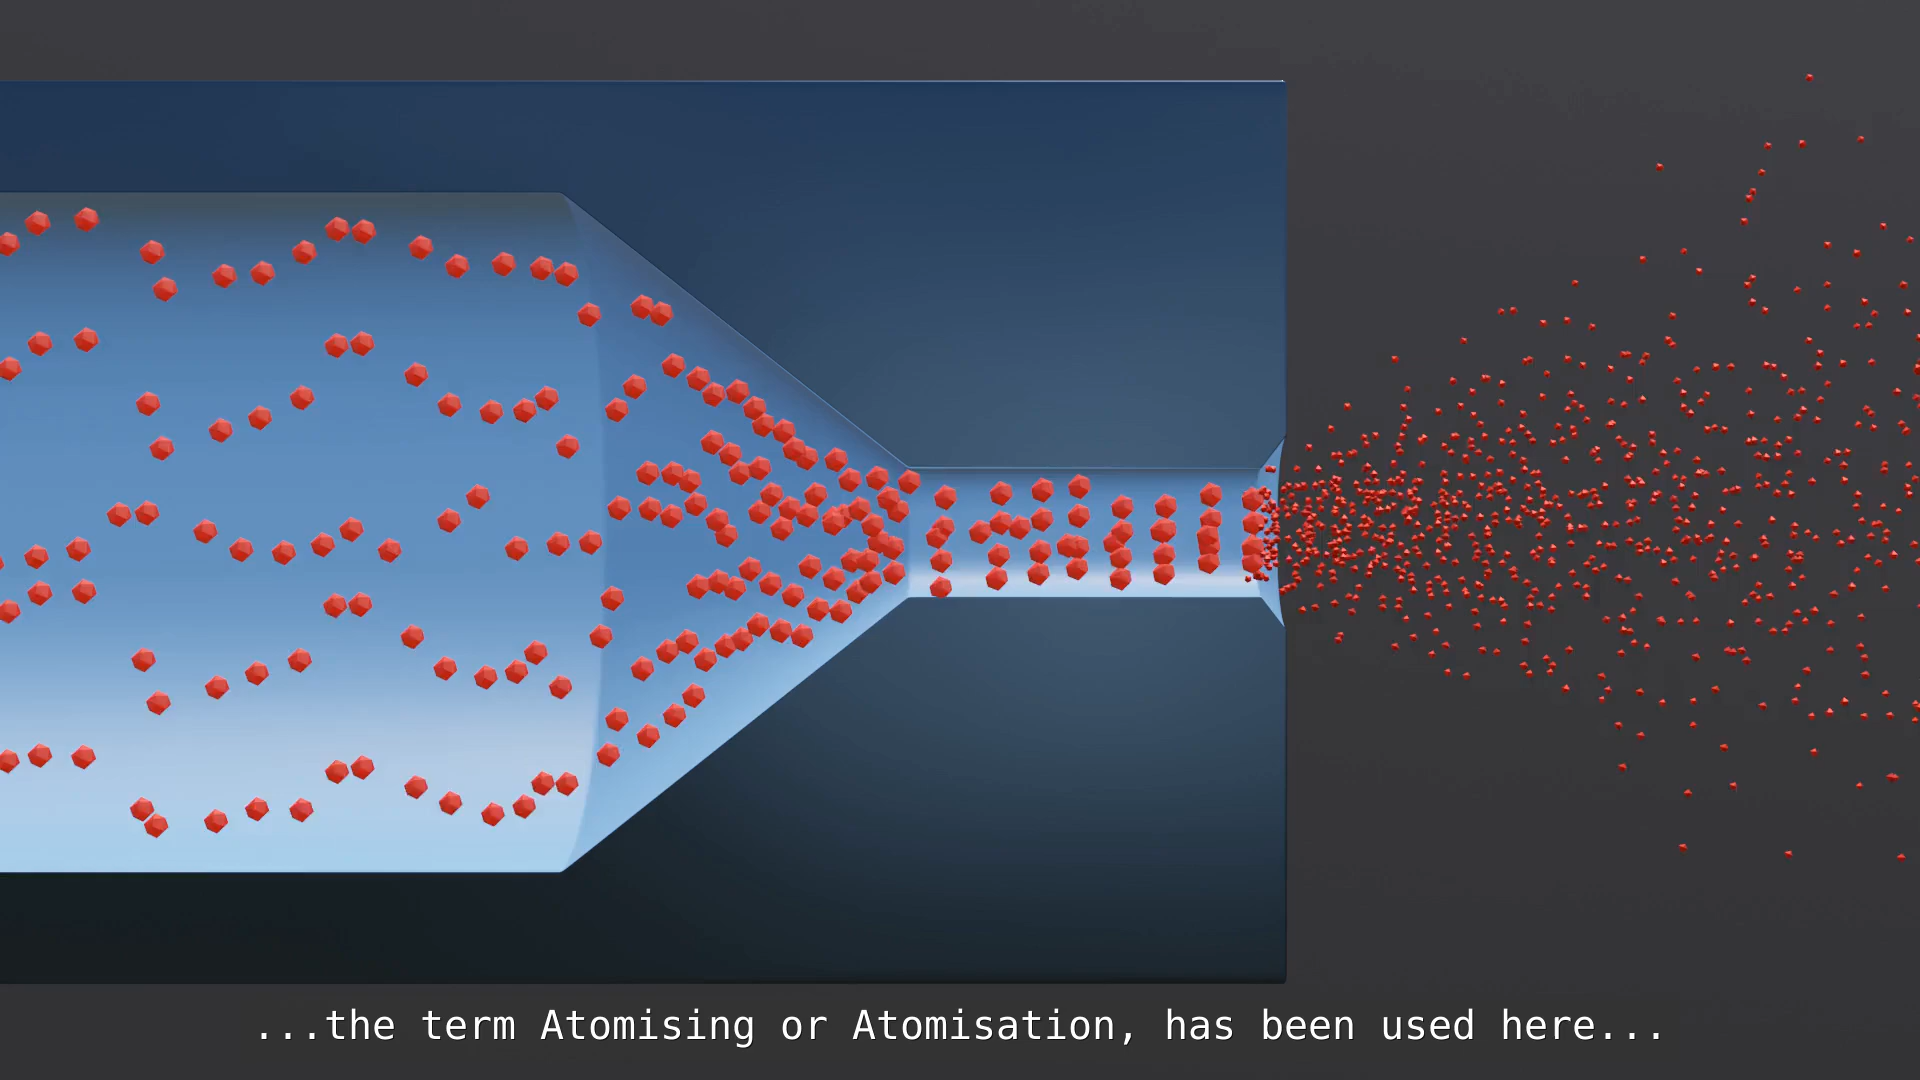 ...the term Atomising or Atomisation, has been used here...